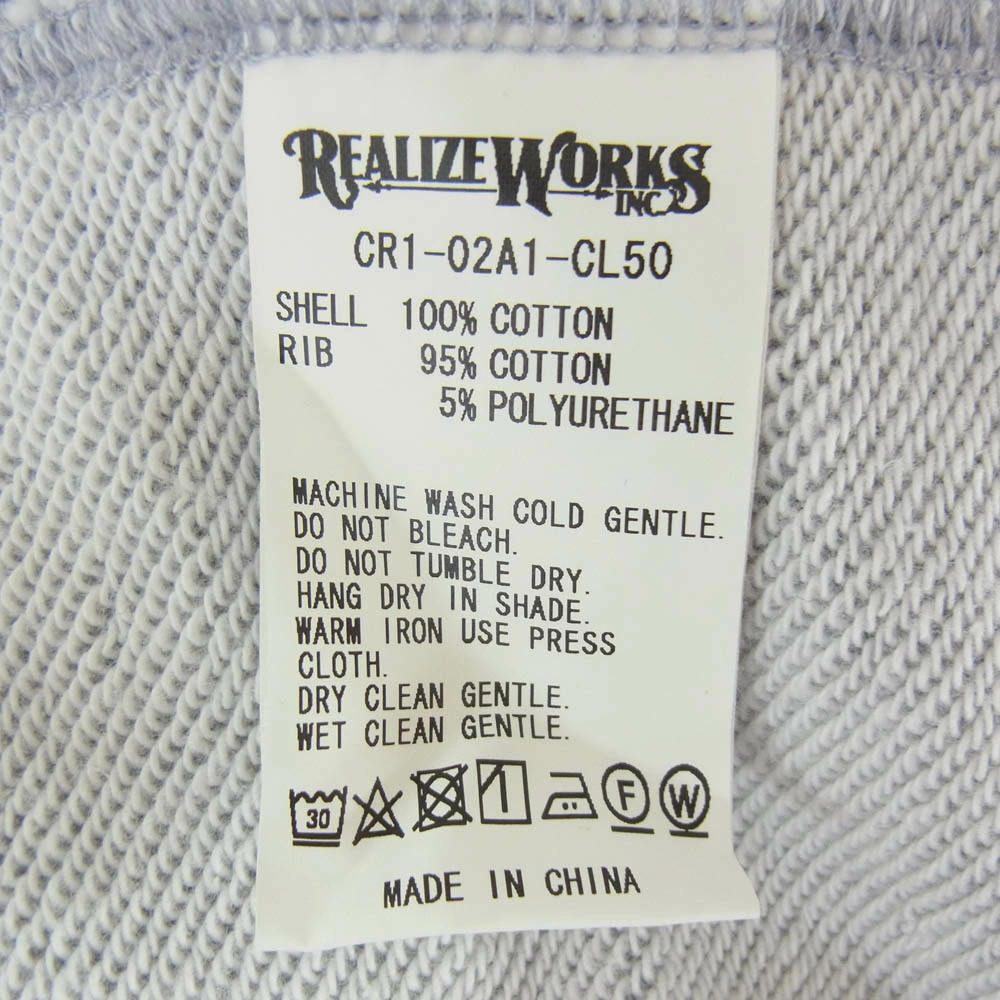 REALIZEWORKS
INC.
CR1-02A1-CL50
SHELL 100% COTTON
RIB 95% COTTON
5% POLYURETHANE
MACHINE WASH COLD GENTLE.
DO NOT BLEACH.
DO NOT TUMBLE DRY.
HANG DRY IN SHADE.
WARM IRON USE PRESS
CLOTH.
DRY CLEAN GENTLE.
WET CLEAN GENTLE.
30 F W
MADE IN CHINA